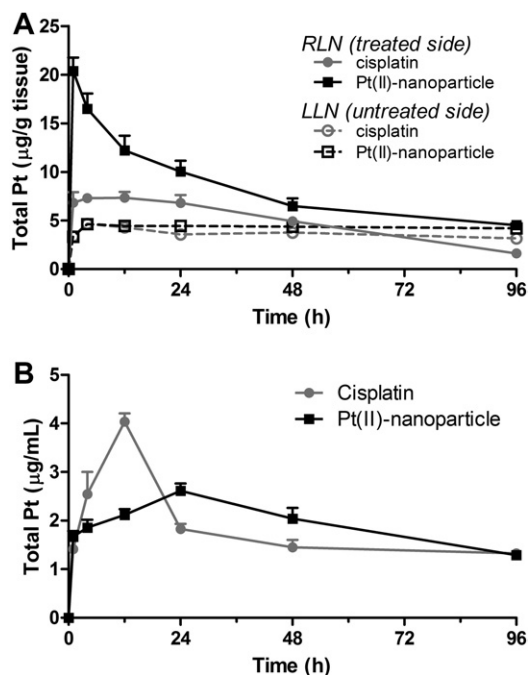 A
25
20
15
10
5
0
Total Pt (μg/g tissue)
RLN (treated side)
cisplatin
Pt(II)-nanoparticle
LLN (untreated side)
cisplatin
Pt(II)-nanoparticle
0 24 48 72 96
Time (h)
B
5
4
3
2
1
0
Total Pt (μg/mL)
Cisplatin
Pt(II)-nanoparticle
0 24 48 72 96
Time (h)